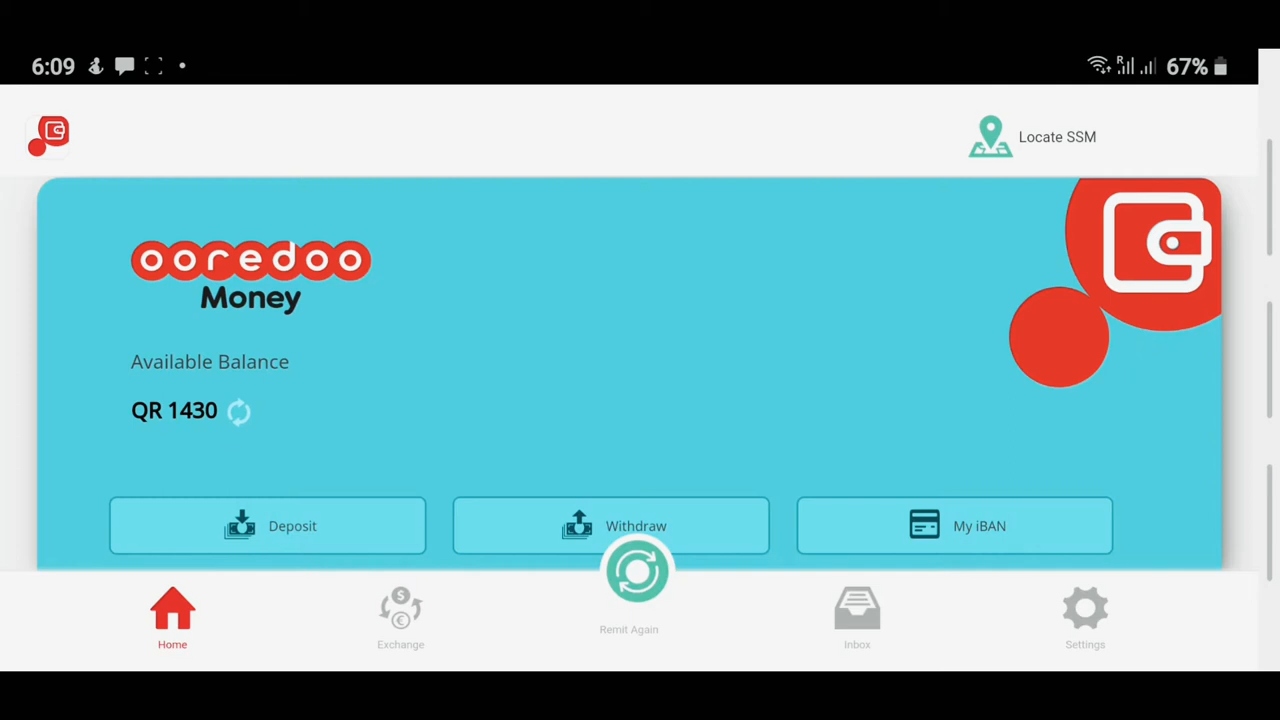 6:09
R
67%
Locate SSM
ooredoo
Money
Available Balance
QR 1430
Deposit
Withdraw
My iBAN
Home
Exchange
Remit Again
Inbox
Settings